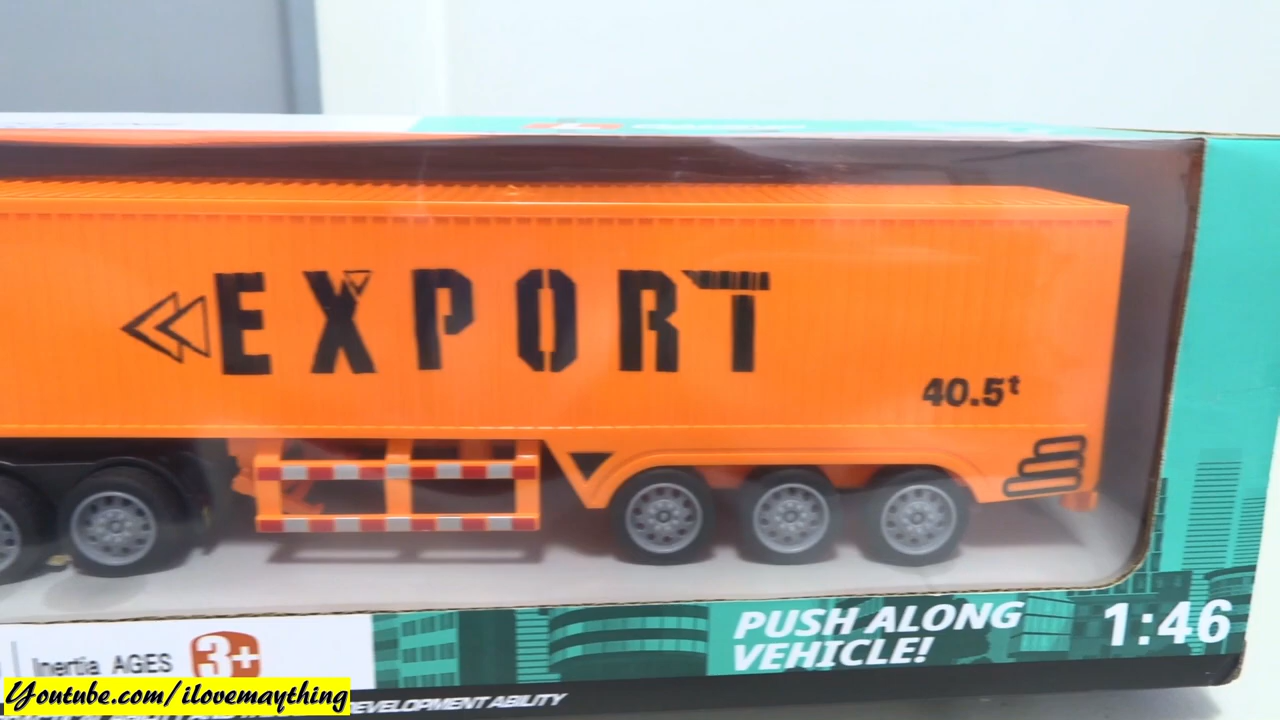 EXPORT
40.5t
PUSH ALONG
VEHICLE!
1:46
Inertia AGES 3+
Youtube.com/ilovemaything
DEVELOPMENT ABILITY